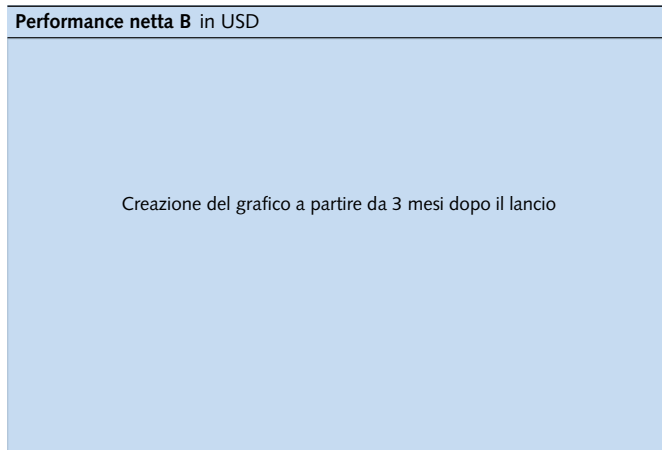 Performance netta B in USD
Creazione del grafico a partire da 3 mesi dopo il lancio